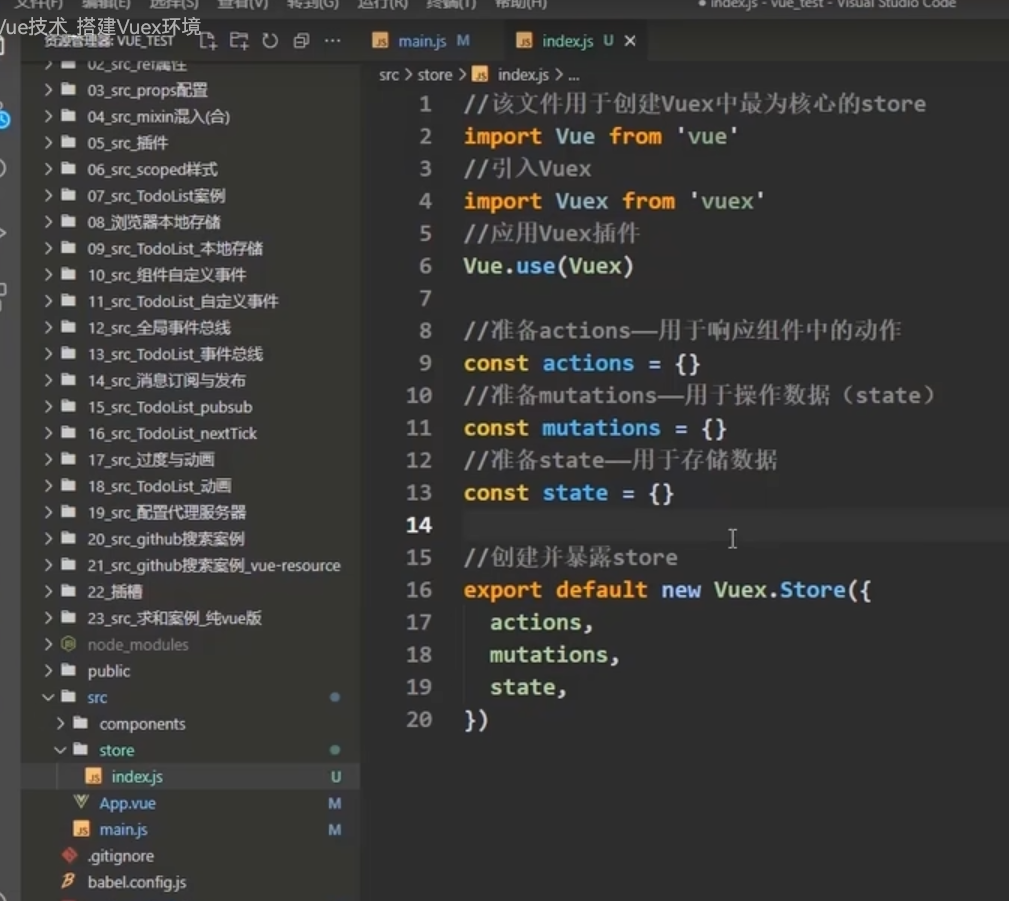 文件(F) 编辑(E) 选择(S) 查看(V) 转到(G) 运行(R) 终端(T) 帮助(H) ● index.js - vue_test - Visual Studio Code
Vue技术_搭建Vuex环境
资源管理器: VUE_TEST
02_src_ref属性
03_src_props配置
04_src_mixin混入(合)
05_src_插件
06_src_scoped样式
07_src_TodoList案例
08_浏览器本地存储
09_src_TodoList_本地存储
10_src_组件自定义事件
11_src_TodoList_自定义事件
12_src_全局事件总线
13_src_TodoList_事件总线
14_src_消息订阅与发布
15_src_TodoList_pubsub
16_src_TodoList_nextTick
17_src_过度与动画
18_src_TodoList_动画
19_src_配置代理服务器
20_src_github搜索案例
21_src_github搜索案例_vue-resource
22_插槽
23_src_求和案例_纯vue版
node_modules
public
src
components
store
JS index.js U
App.vue M
JS main.js M
.gitignore
babel.config.js
JS main.js M JS index.js U ×
src > store > JS index.js > ...
1 //该文件用于创建Vuex中最为核心的store
2 import Vue from 'vue'
3 //引入Vuex
4 import Vuex from 'vuex'
5 //应用Vuex插件
6 Vue.use(Vuex)
7
8 //准备actions——用于响应组件中的动作
9 const actions = {}
10 //准备mutations——用于操作数据（state）
11 const mutations = {}
12 //准备state——用于存储数据
13 const state = {}
14
15 //创建并暴露store
16 export default new Vuex.Store({
17 actions,
18 mutations,
19 state,
20 })